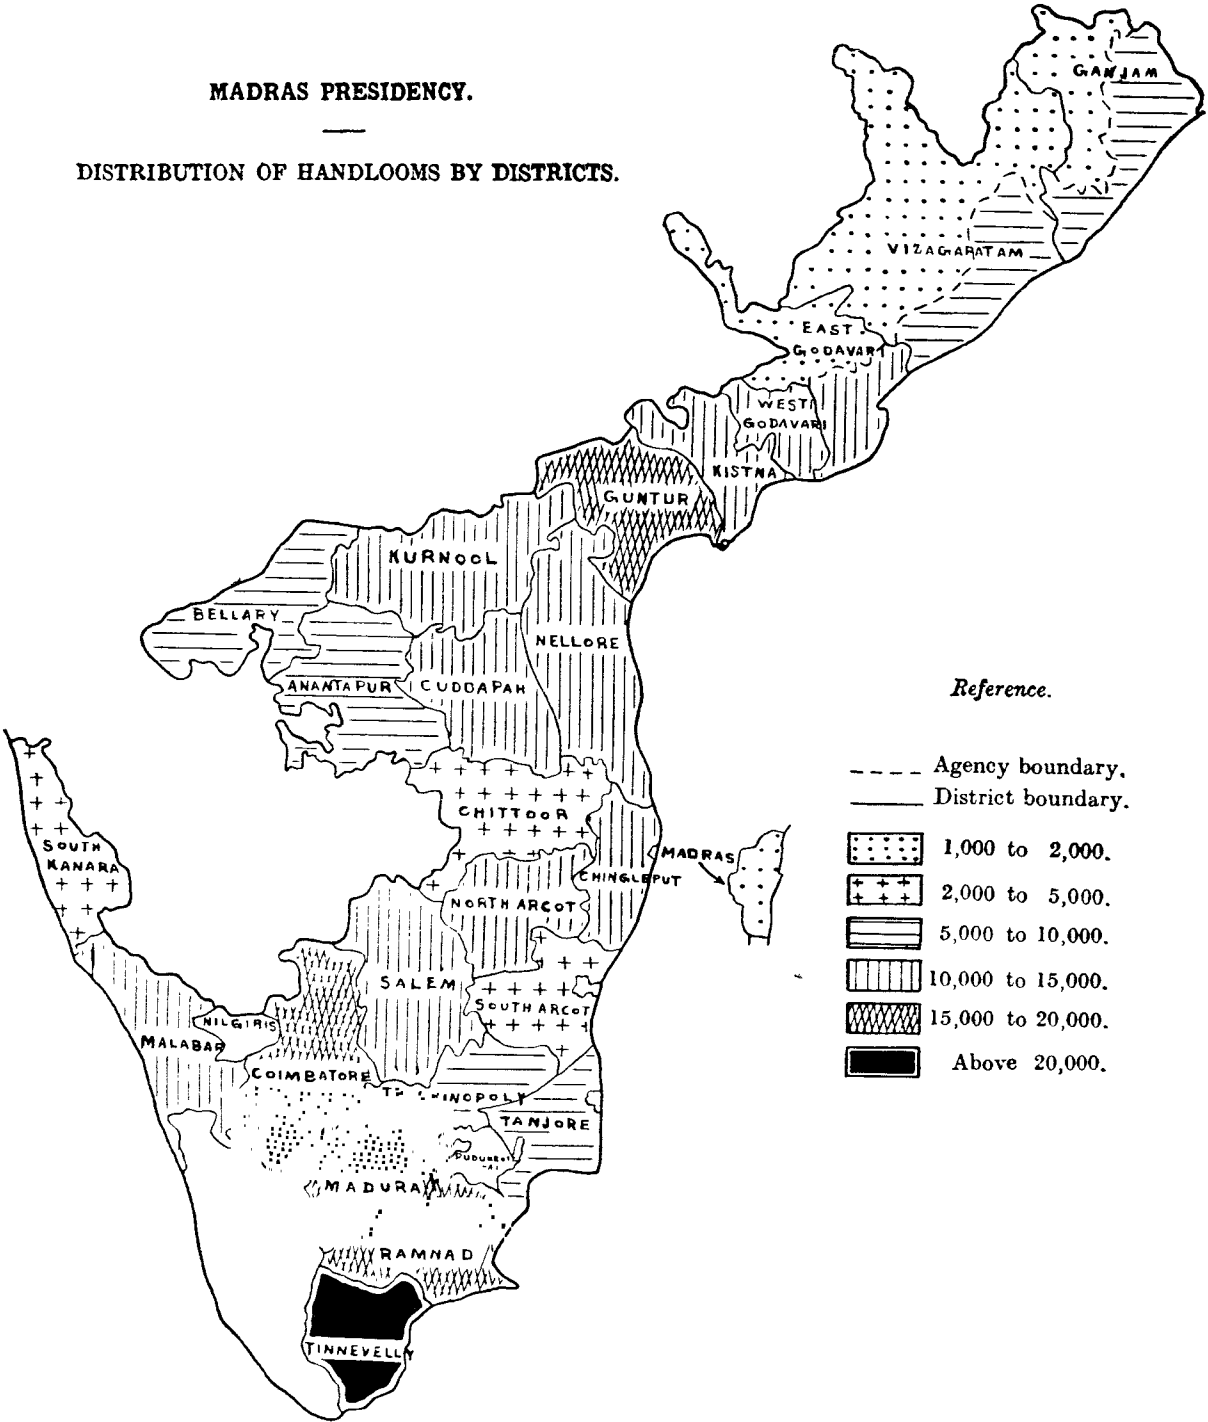 MADRAS PRESIDENCY.
DISTRIBUTION OF HANDLOOMS BY DISTRICTS.
GANJAM
VIZAGAPATAM
EAST
GODAVARI
WEST
GODAVARI
KISTNA
GUNTUR
KURNOOL
BELLARY
NELLORE
ANANTAPUR
CUDDAPAH
CHITTOOR
SOUTH
KANARA
MADRAS
CHINGLEPUT
NORTH ARCOT
SALEM
SOUTH ARCOT
NILGIRIS
MALABAR
COIMBATORE
TANJORE
MADURA
RAMNAD
TINNEVELLY
Reference.
Agency boundary.
District boundary.
1,000 to 2,000.
2,000 to 5,000.
5,000 to 10,000.
10,000 to 15,000.
15,000 to 20,000.
Above 20,000.